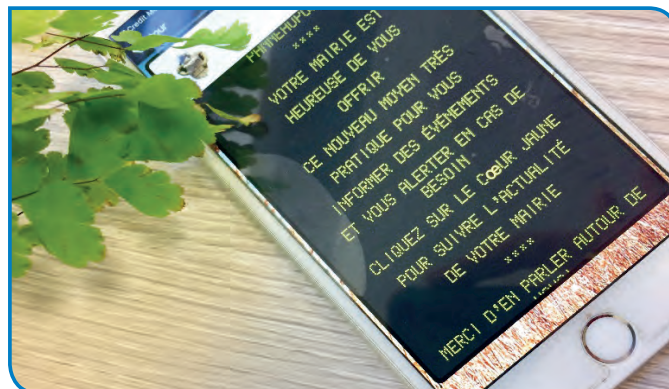 PANNEAUPO
****
VOTRE MAIRIE EST
HEUREUSE DE VOUS
OFFRIR
CE NOUVEAU MOYEN TRÈS
PRATIQUE POUR VOUS
INFORMER DES ÉVÉNEMENTS
ET VOUS ALERTER EN CAS DE
BESOIN
CLIQUEZ SUR LE CœUR JAUNE
POUR SUIVRE L'ACTUALITÉ
DE VOTRE MAIRIE
****
MERCI D'EN PARLER AUTOUR DE